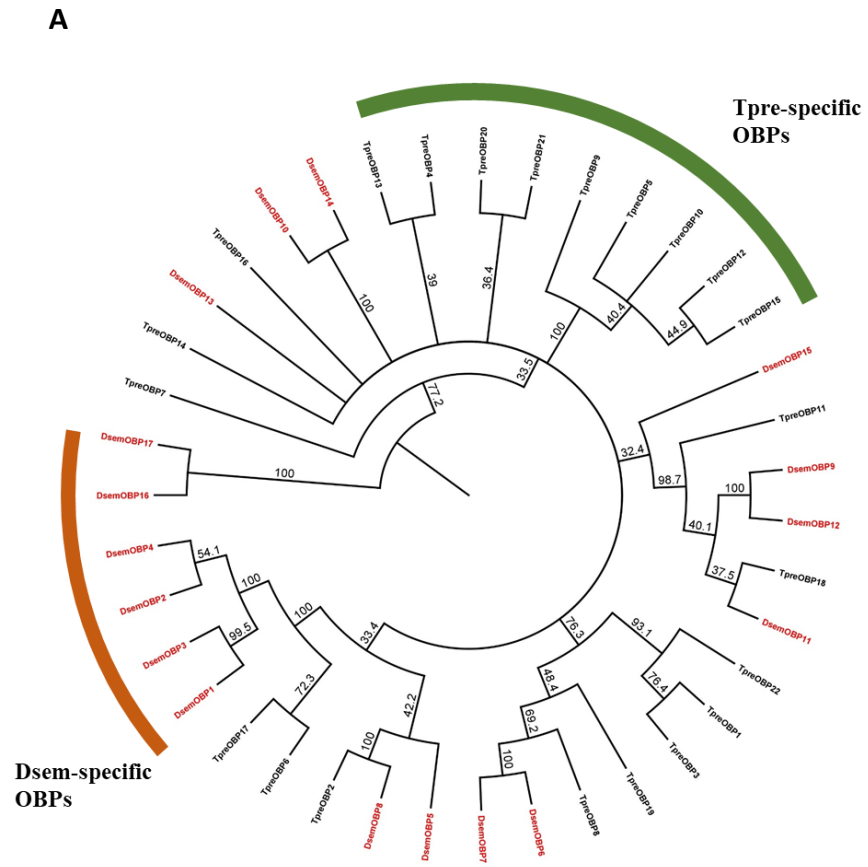 A
Tpre-specific
OBPs
TpreOBP13
TpreOBP4
TpreOBP20
TpreOBP21
TpreOBP9
TpreOBP5
TpreOBP10
TpreOBP12
TpreOBP15
DsemOBP15
TpreOBP11
DsemOBP9
DsemOBP12
TpreOBP18
DsemOBP11
TpreOBP22
TpreOBP1
TpreOBP3
TpreOBP19
TpreOBP8
DsemOBP6
DsemOBP7
DsemOBP5
DsemOBP8
TpreOBP2
TpreOBP6
TpreOBP17
DsemOBP1
DsemOBP3
DsemOBP2
DsemOBP4
DsemOBP16
DsemOBP17
TpreOBP7
TpreOBP14
DsemOBP13
TpreOBP16
DsemOBP10
DsemOBP14
100
39
36.4
100
40.4
44.9
33.5
77.2
100
32.4
98.7
100
40.1
37.5
93.1
76.4
76.3
48.4
69.2
100
33.4
42.2
100
100
72.3
100
54.1
99.5
Dsem-specific
OBPs